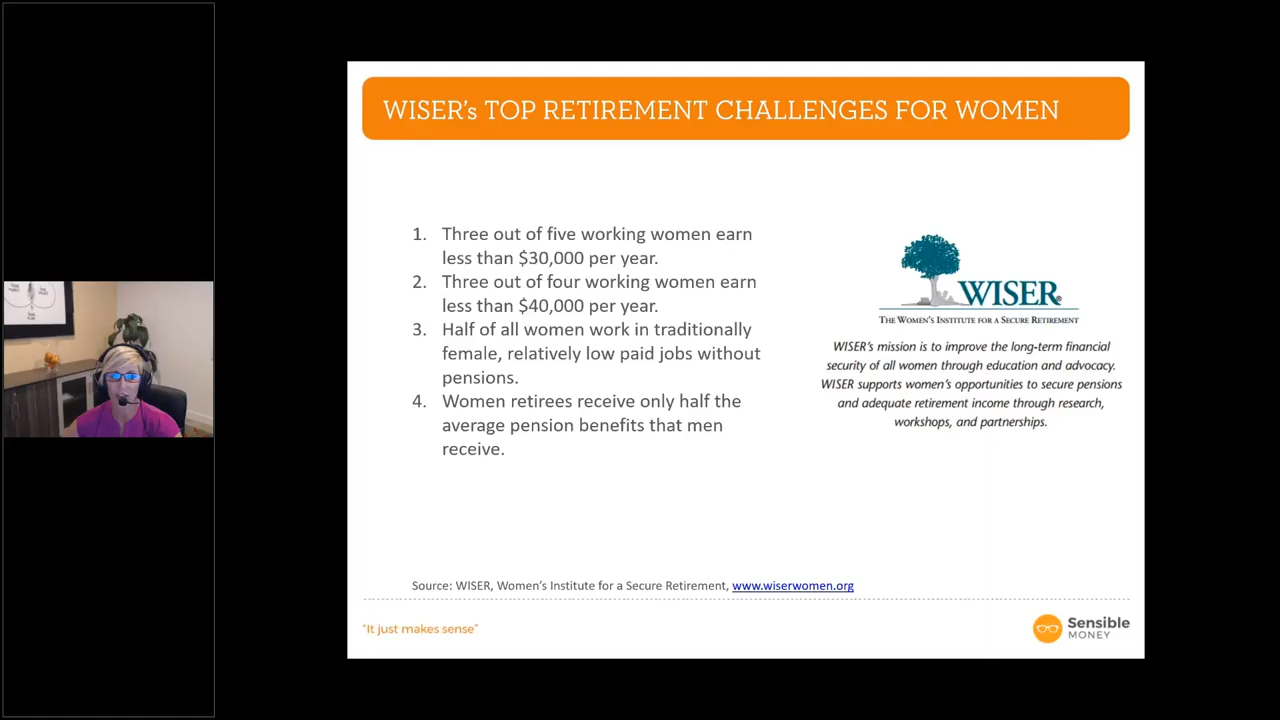 WISER's TOP RETIREMENT CHALLENGES FOR WOMEN
1. Three out of five working women earn
less than $30,000 per year.
2. Three out of four working women earn
less than $40,000 per year.
3. Half of all women work in traditionally
female, relatively low paid jobs without
pensions.
4. Women retirees receive only half the
average pension benefits that men
receive.
WISER®
THE WOMEN'S INSTITUTE FOR A SECURE RETIREMENT
WISER's mission is to improve the long-term financial
security of all women through education and advocacy.
WISER supports women's opportunities to secure pensions
and adequate retirement income through research,
workshops, and partnerships.
Source: WISER, Women's Institute for a Secure Retirement, www.wiserwomen.org
"It just makes sense"
Sensible
MONEY